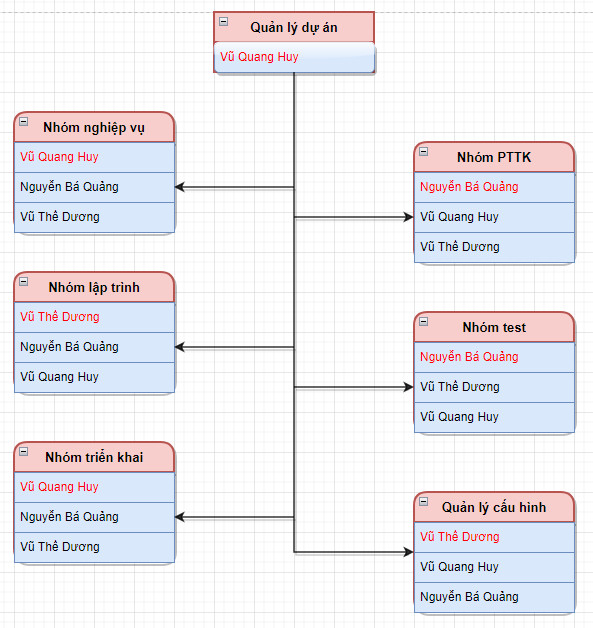 Quản lý dự án
Vũ Quang Huy
Nhóm nghiệp vụ
Vũ Quang Huy
Nguyễn Bá Quảng
Vũ Thế Dương
Nhóm PTTK
Nguyễn Bá Quảng
Vũ Quang Huy
Vũ Thế Dương
Nhóm lập trình
Vũ Thế Dương
Nguyễn Bá Quảng
Vũ Quang Huy
Nhóm test
Nguyễn Bá Quảng
Vũ Thế Dương
Vũ Quang Huy
Nhóm triển khai
Vũ Quang Huy
Nguyễn Bá Quảng
Vũ Thế Dương
Quản lý cấu hình
Vũ Thế Dương
Vũ Quang Huy
Nguyễn Bá Quảng